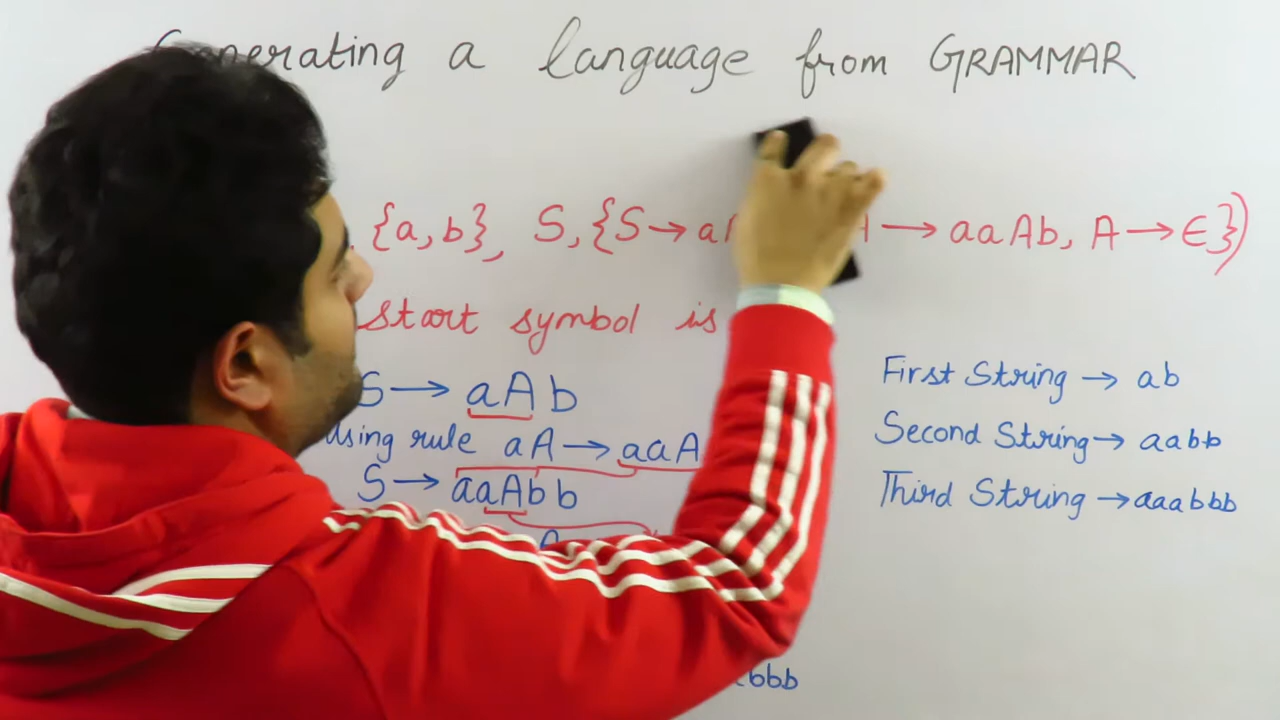 Generating a language from GRAMMAR
{a, b}, S, {S → a → aaAb, A → ∈})
start symbol is
S → aAb
using rule aA → aaA
S → aaAbb
bbb
First String → ab
Second String → aabb
Third String → aaabbb